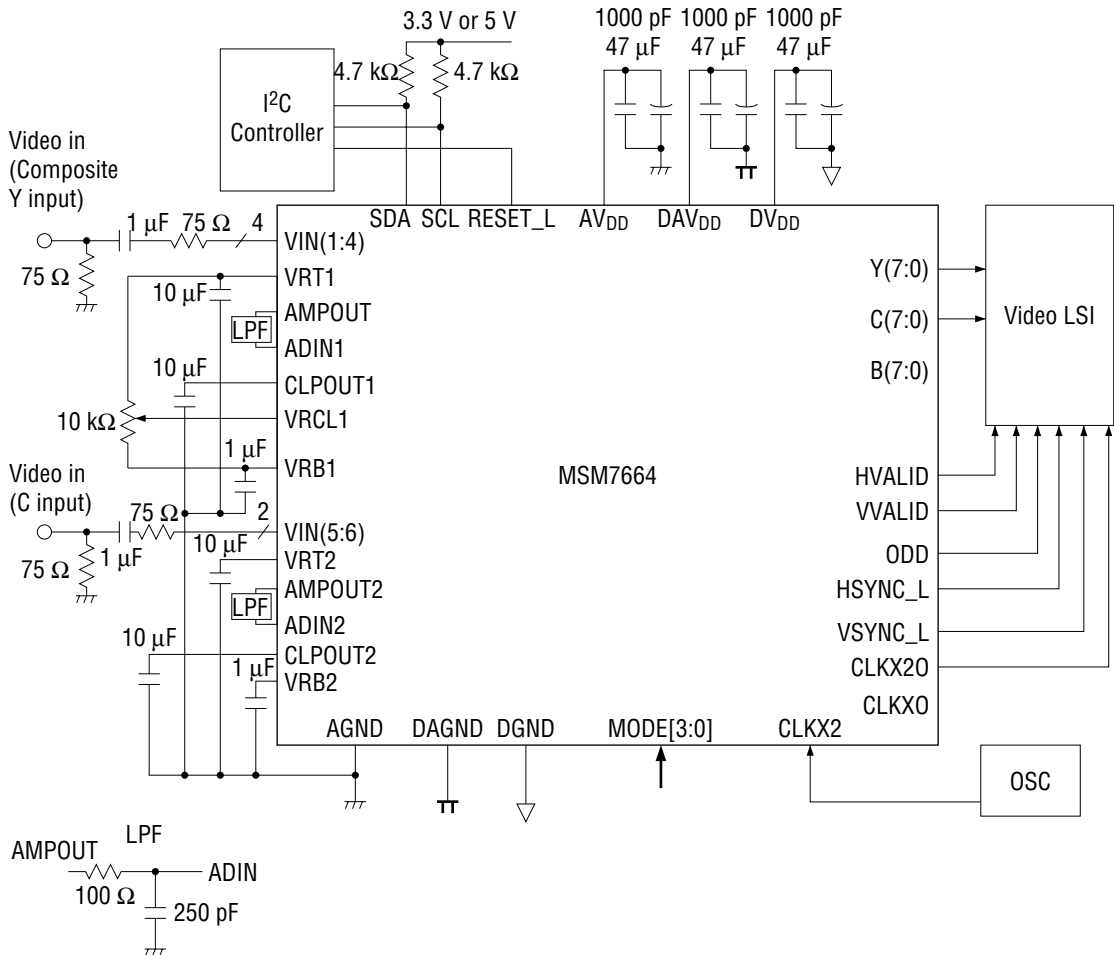 3.3 V or 5 V
1000 pF 1000 pF 1000 pF
47 µF 47 µF 47 µF
4.7 kΩ 4.7 kΩ
I²C
Controller
Video in
(Composite
Y input)
1 µF 75 Ω 4
75 Ω
SDA SCL RESET_L AVDD DAVDD DVDD
VIN(1:4)
VRT1
10 µF
AMPOUT
LPF
ADIN1
10 µF
CLPOUT1
10 kΩ
VRCL1
1 µF
VRB1
Video in
(C input)
75 Ω 2
VIN(5:6)
1 µF
75 Ω
10 µF
VRT2
AMPOUT2
LPF
ADIN2
10 µF
CLPOUT2
1 µF
VRB2
MSM7664
Y(7:0)
C(7:0)
B(7:0)
Video LSI
HVALID
VVALID
ODD
HSYNC_L
VSYNC_L
CLKX2O
CLKXO
AGND DAGND DGND MODE[3:0] CLKX2
OSC
LPF
AMPOUT
ADIN
100 Ω
250 pF